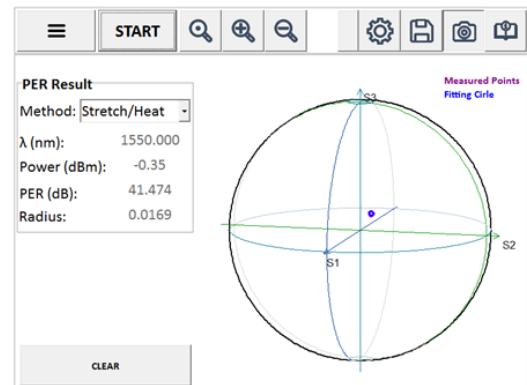 START
Measured Points
Fitting Cirle
PER Result
Method: Stretch/Heat
λ (nm): 1550.000
Power (dBm): -0.35
PER (dB): 41.474
Radius: 0.0169
S3
S2
S1
CLEAR